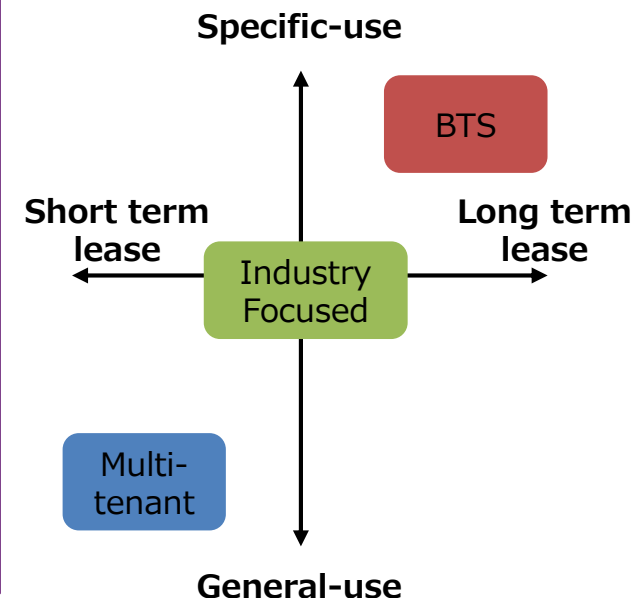 Specific-use
BTS
Short term
lease
Long term
lease
Industry
Focused
Multi-
tenant
General-use